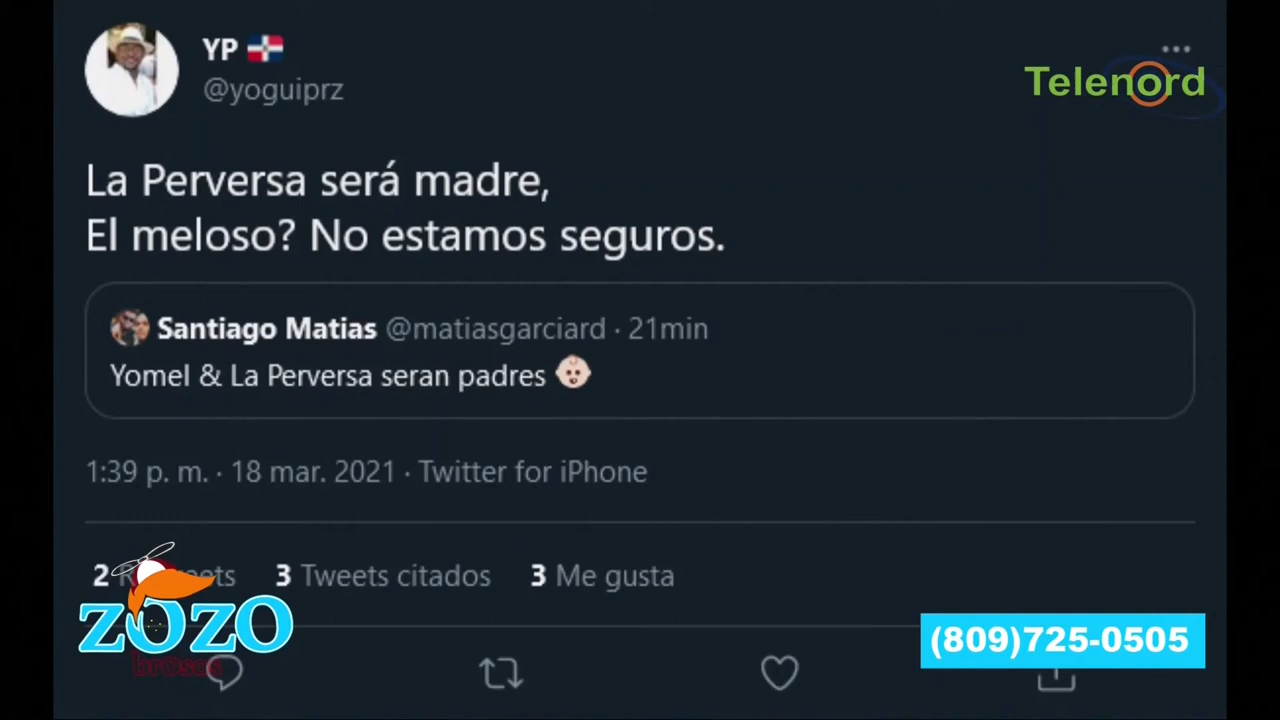 YP
@yoguiprz
Telenord
La Perversa será madre,
El meloso? No estamos seguros.
Santiago Matias @matiasgarciard · 21min
Yomel & La Perversa seran padres
1:39 p. m. · 18 mar. 2021 · Twitter for iPhone
2 Retweets 3 Tweets citados 3 Me gusta
zozo
brosas
(809)725-0505